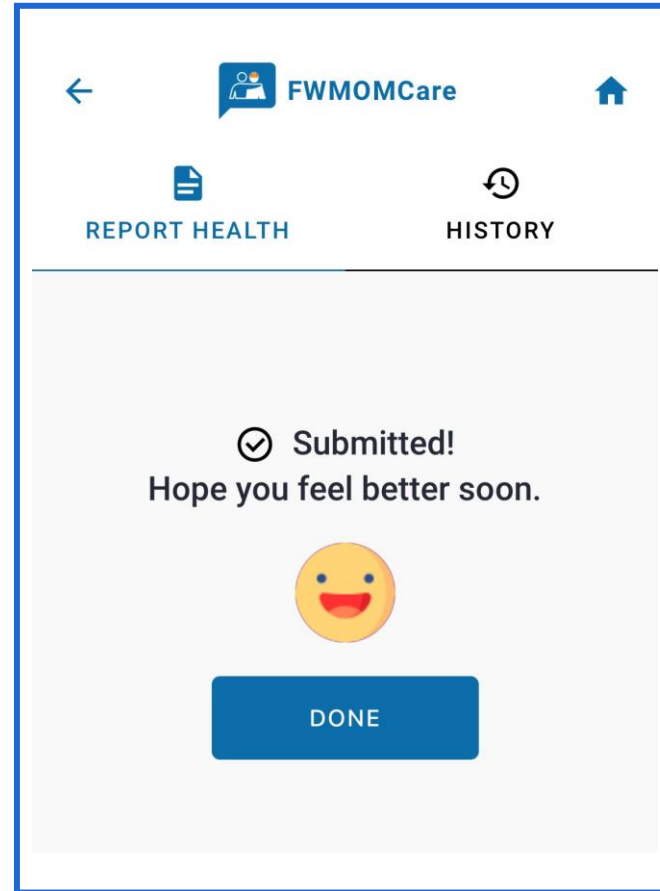 FWMOMCare
REPORT HEALTH
HISTORY
Submitted!
Hope you feel better soon.
DONE